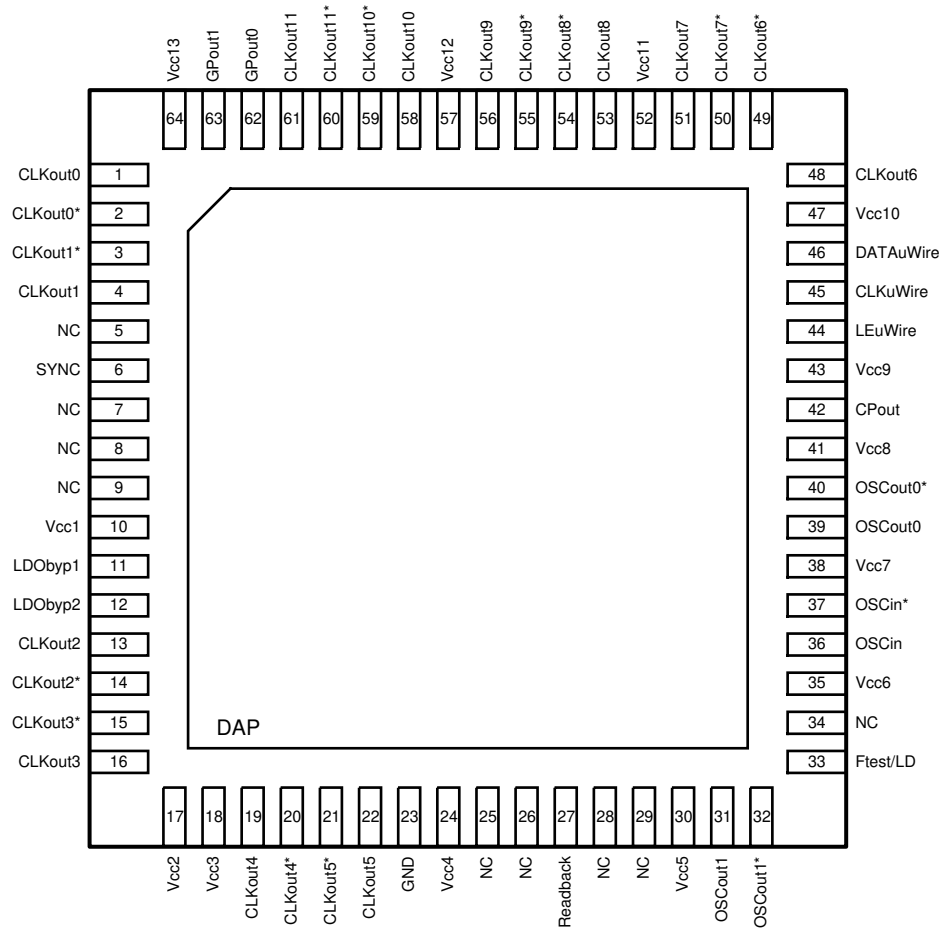 Vcc13
GPout1
GPout0
CLKout11
CLKout11*
CLKout10*
CLKout10
Vcc12
CLKout9
CLKout9*
CLKout8*
CLKout8
Vcc11
CLKout7
CLKout7*
CLKout6*
64 63 62 61 60 59 58 57 56 55 54 53 52 51 50 49
CLKout0 1
CLKout0* 2
CLKout1* 3
CLKout1 4
NC 5
SYNC 6
NC 7
NC 8
NC 9
Vcc1 10
LDObyp1 11
LDObyp2 12
CLKout2 13
CLKout2* 14
CLKout3* 15
CLKout3 16
48 CLKout6
47 Vcc10
46 DATAuWire
45 CLKuWire
44 LEuWire
43 Vcc9
42 CPout
41 Vcc8
40 OSCout0*
39 OSCout0
38 Vcc7
37 OSCin*
36 OSCin
35 Vcc6
34 NC
33 Ftest/LD
DAP
17 18 19 20 21 22 23 24 25 26 27 28 29 30 31 32
Vcc2
Vcc3
CLKout4
CLKout4*
CLKout5*
CLKout5
GND
Vcc4
NC
NC
Readback
NC
NC
Vcc5
OSCout1
OSCout1*